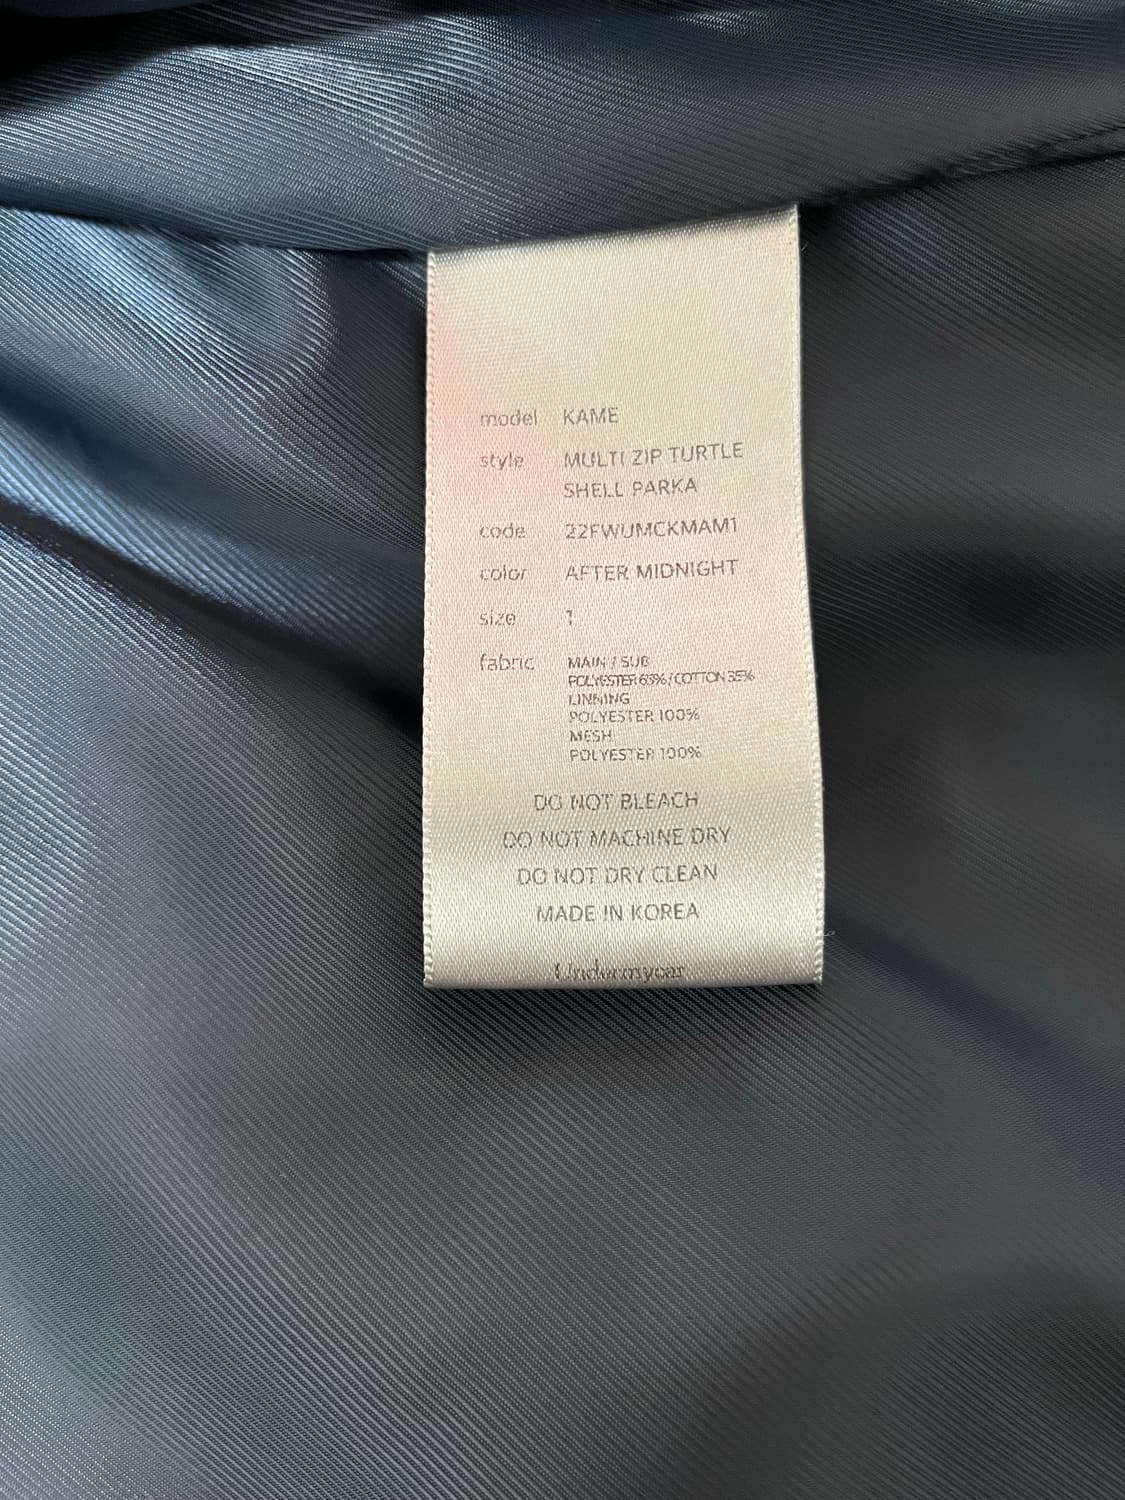 model KAME
style MULTI ZIP TURTLE
SHELL PARKA
code 22FWUMCKMAM1
color AFTER MIDNIGHT
size 1
fabric MAIN / SUB
POLYESTER 65% / COTTON 35%
LINNING
POLYESTER 100%
MESH
POLYESTER 100%
DO NOT BLEACH
DO NOT MACHINE DRY
DO NOT DRY CLEAN
MADE IN KOREA
Undermycar